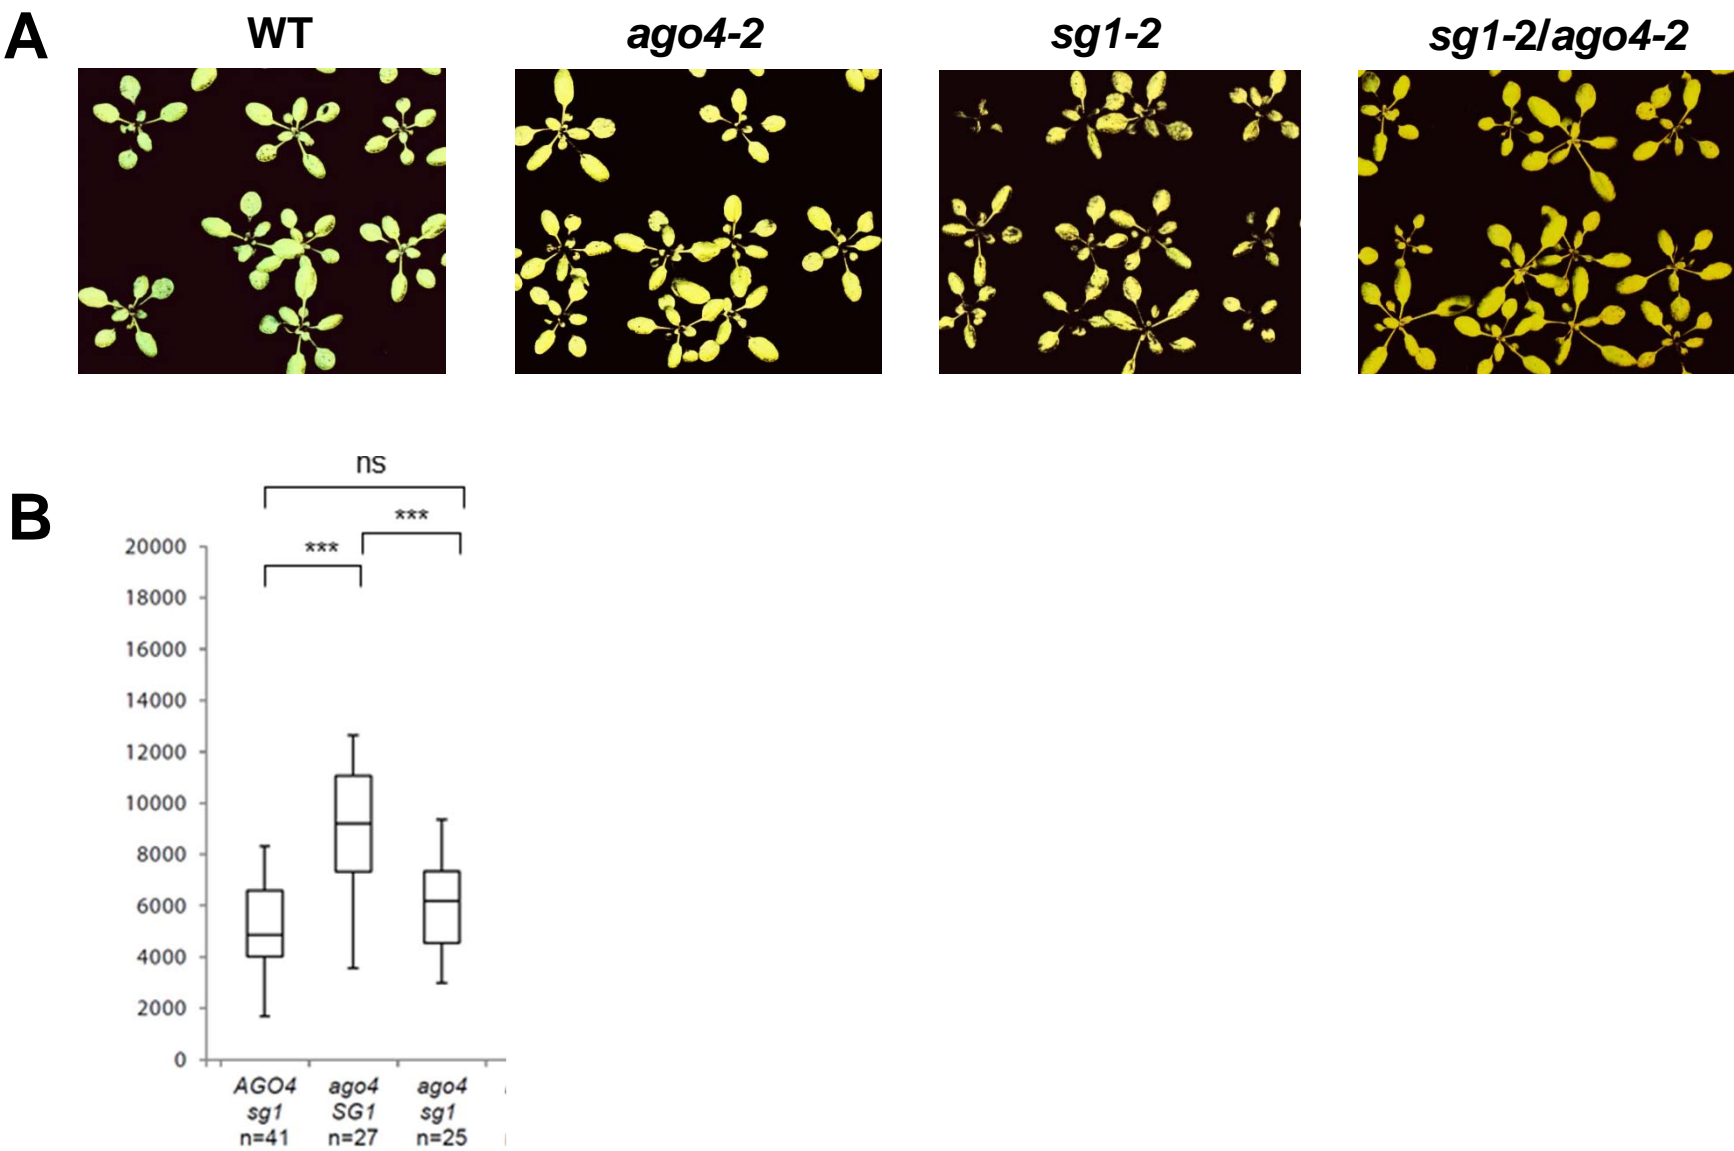 A
WT
ago4-2
sg1-2
sg1-2/ago4-2
B
ns
***
***
20000
18000
16000
14000
12000
10000
8000
6000
4000
2000
0
AGO4 ago4 ago4
sg1 SG1 sg1
n=41 n=27 n=25